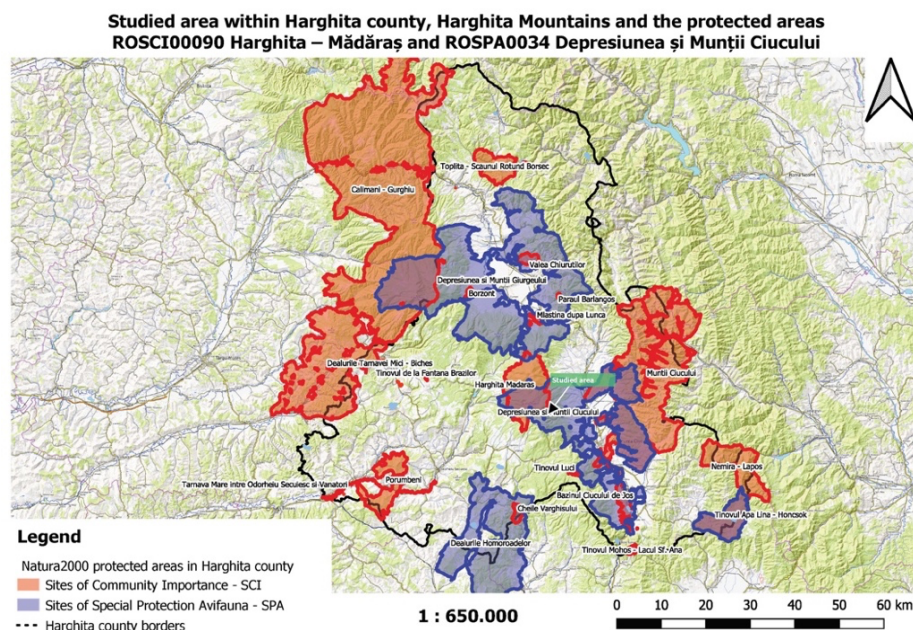 Studied area within Harghita county, Harghita Mountains and the protected areas
ROSCI00090 Harghita – Mădăraș and ROSPA0034 Depresiunea și Munții Ciucului
Toplita - Scaunul Rotund Borsec
Calimani - Gurghiu
Valea Chiurutilor
Depresiunea si Muntii Giurgeului
Borzont
Paraul Barlangos
Mlastina dupa Lunca
Dealurile Tarnavei Mici - Biches
Tinovul de la Fantana Brazilor
Muntii Ciucului
Studied area
Harghita Madaras
Depresiunea si Muntii Ciucului
Tinovul Luci
Nemira - Lapos
Tarnava Mare intre Odorheiu Secuiesc si Vanatori
Porumbeni
Bazinul Ciucului de Jos
Cheile Varghisului
Tinovul Apa Lina - Honcsok
Dealurile Homoroadelor
Tinovul Mohos - Lacul Sf. Ana
Legend
Natura2000 protected areas in Harghita county
Sites of Community Importance - SCI
Sites of Special Protection Avifauna - SPA
Harghita county borders
1 : 650.000
0 10 20 30 40 50 60 km